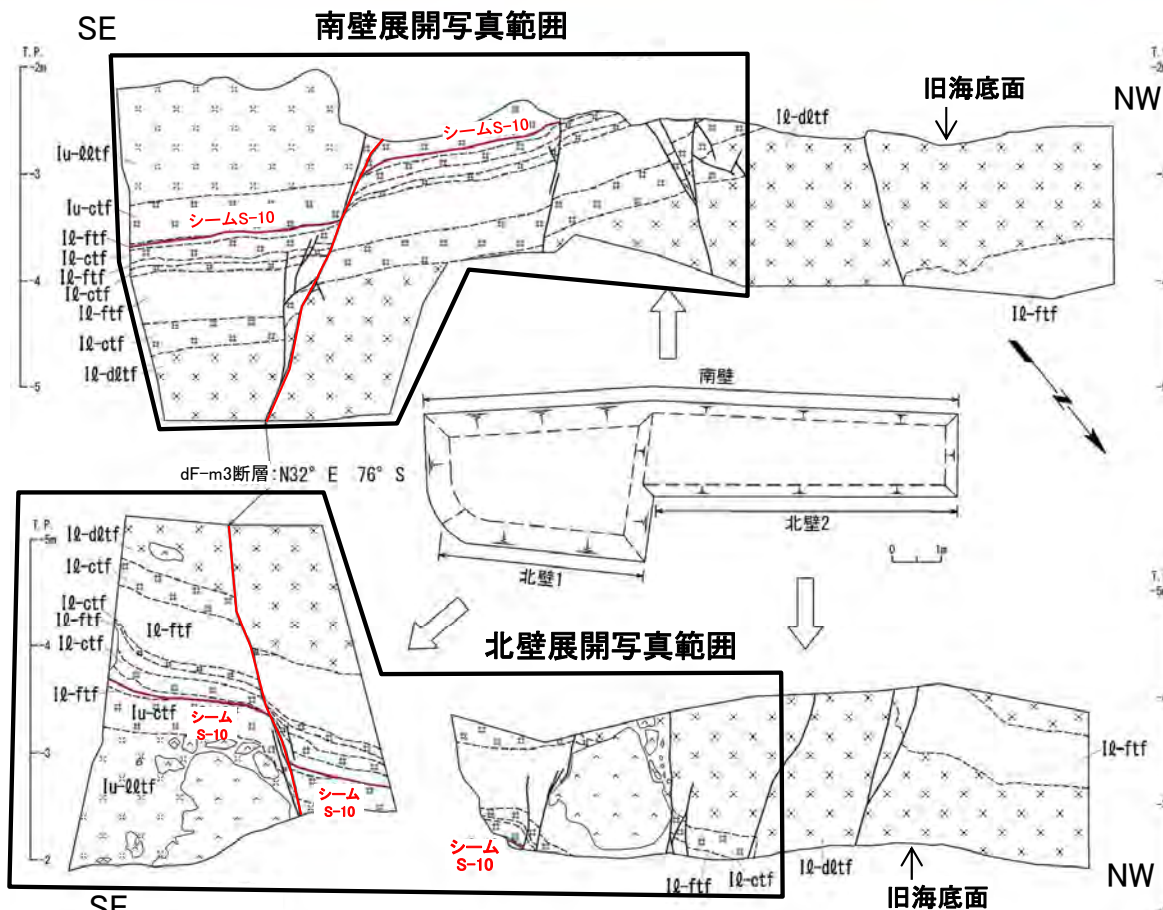 SE
南壁展開写真範囲
T.P.
-2m
シームS-10
Iℓ-dℓtf
旧海底面
NW
T.P.
-2m
Iu-ℓℓtf
-3
Iu-ctf
シームS-10
Iℓ-ftf
Iℓ-ctf
-4
Iℓ-ftf
Iℓ-ctf
Iℓ-ftf
Iℓ-ctf
Iℓ-dℓtf
-5
Iℓ-ftf
南壁
dF-m3断層:N32° E 76° S
北壁2
0 1m
北壁1
T.P.
-5m
Iℓ-dℓtf
Iℓ-ctf
Iℓ-ctf
Iℓ-ftf
Iℓ-ctf
Iℓ-ftf
-4
北壁展開写真範囲
T.P.
-5m
Iℓ-ftf
Iu-ctf
シーム
S-10
-3
Iu-ℓℓtf
シーム
S-10
Iℓ-ftf
シーム
S-10
-2
Iℓ-ftf
Iℓ-ctf
Iℓ-dℓtf
旧海底面
NW
SE